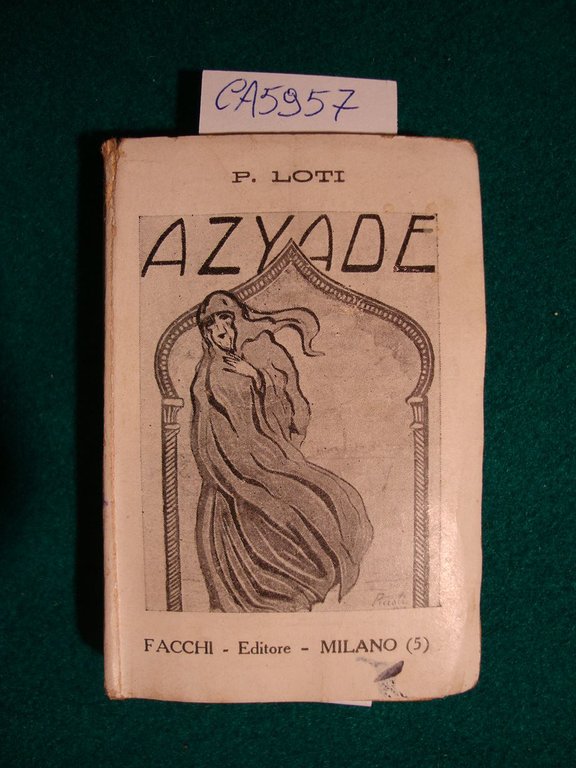 CA5957
P. LOTI
AZYADE
FACCHI - Editore - MILANO (5)